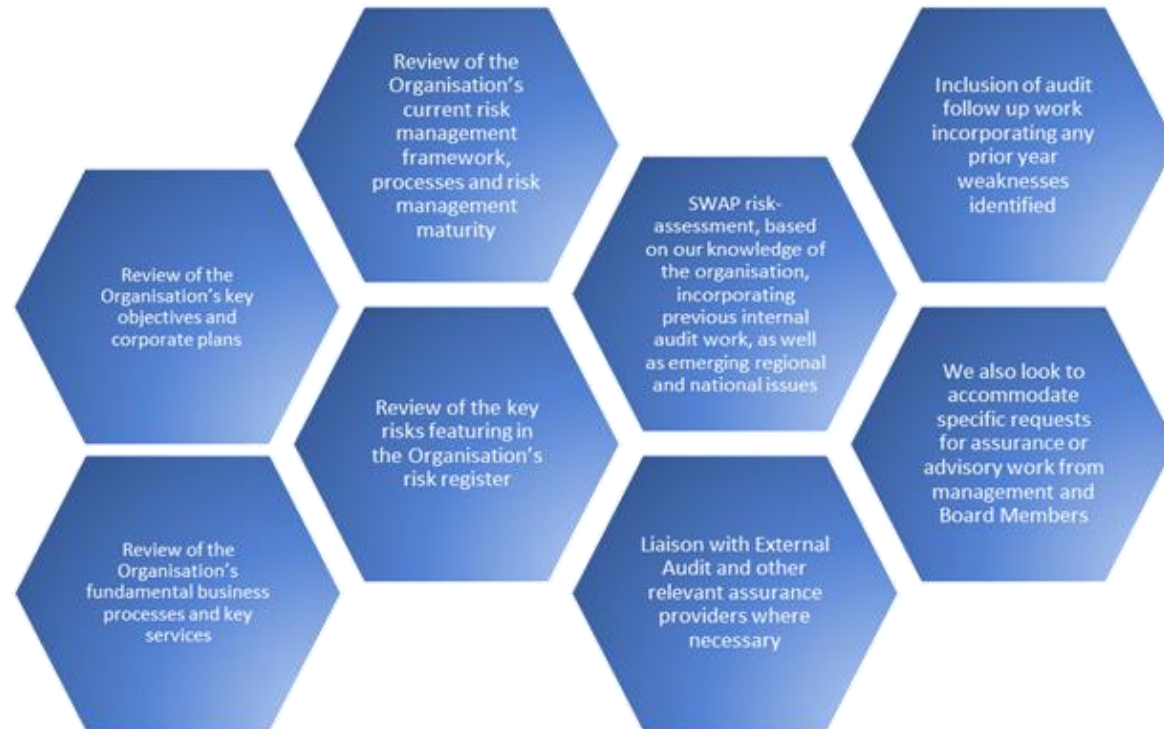 Review of the
Organisation's
current risk
management
framework,
processes and risk
management
maturity
Inclusion of audit
follow up work
incorporating any
prior year
weaknesses
identified
SWAP risk-
assessment, based
on our knowledge of
the organisation,
incorporating
previous internal
audit work, as well
as emerging regional
and national issues
Review of the
Organisation's key
objectives and
corporate plans
Review of the key
risks featuring in
the Organisation's
risk register
We also look to
accommodate
specific requests
for assurance or
advisory work from
management and
Board Members
Review of the
Organisation's
fundamental business
processes and key
services
Liaison with External
Audit and other
relevant assurance
providers where
necessary